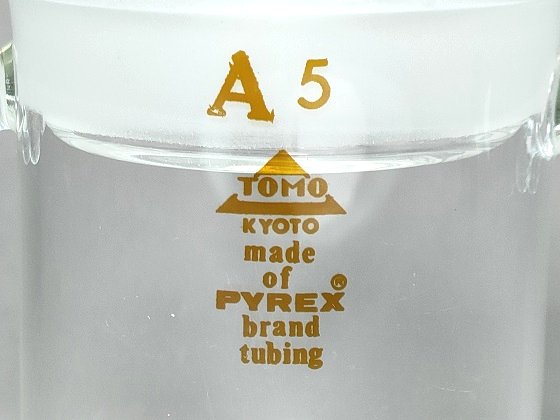 A 5
TOMO
KYOTO
made
of
PYREX®
brand
tubing